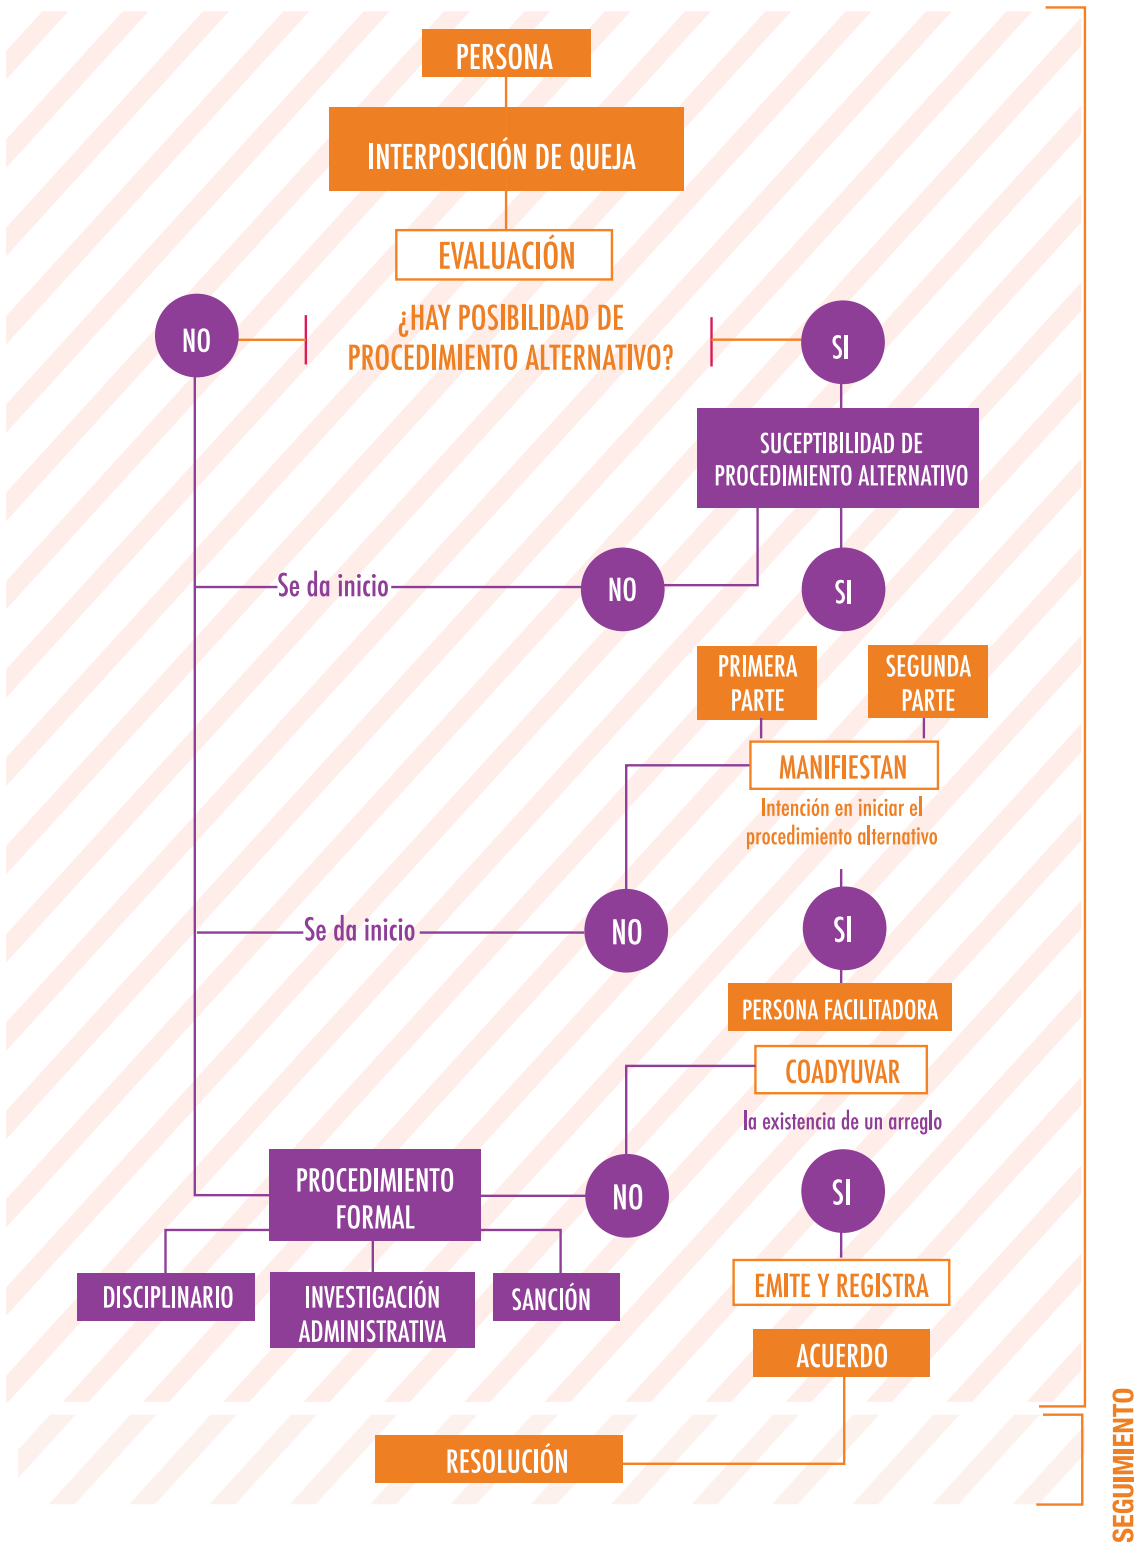 PERSONA
INTERPOSICIÓN DE QUEJA
EVALUACIÓN
¿HAY POSIBILIDAD DE
PROCEDIMIENTO ALTERNATIVO?
NO
SI
SUCEPTIBILIDAD DE
PROCEDIMIENTO ALTERNATIVO
Se da inicio
NO
SI
PRIMERA
PARTE
SEGUNDA
PARTE
MANIFIESTAN
Intención en iniciar el
procedimiento alternativo
Se da inicio
NO
SI
PERSONA FACILITADORA
COADYUVAR
la existencia de un arreglo
PROCEDIMIENTO
FORMAL
NO
SI
DISCIPLINARIO
INVESTIGACIÓN
ADMINISTRATIVA
SANCIÓN
EMITE Y REGISTRA
ACUERDO
RESOLUCIÓN
SEGUIMIENTO